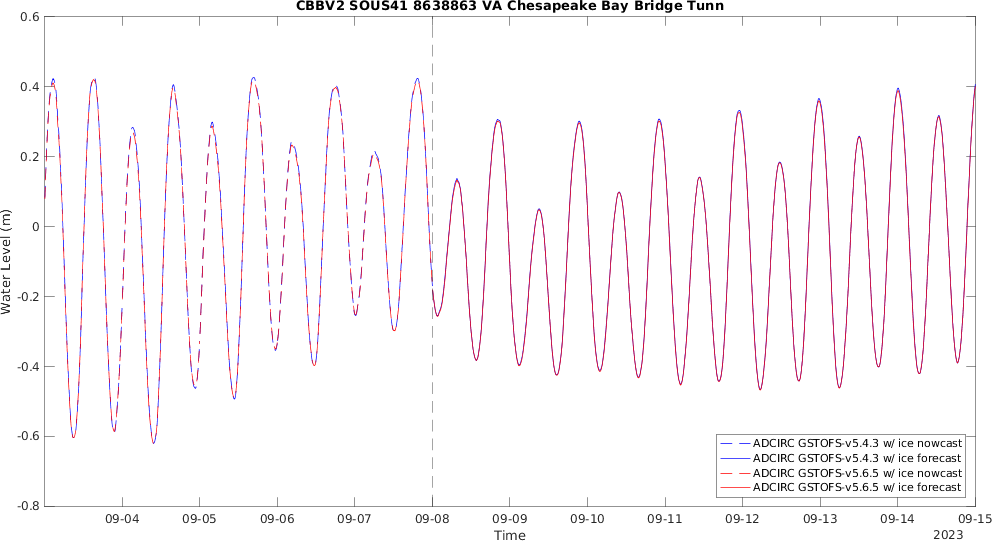 CBBV2 SOUS41 8638863 VA Chesapeake Bay Bridge Tunn
0.6
0.4
0.2
0
-0.2
-0.4
-0.6
-0.8
Water Level (m)
ADCIRC GSTOFS-v5.4.3 w/ ice nowcast
ADCIRC GSTOFS-v5.4.3 w/ ice forecast
ADCIRC GSTOFS-v5.6.5 w/ ice nowcast
ADCIRC GSTOFS-v5.6.5 w/ ice forecast
09-04 09-05 09-06 09-07 09-08 09-09 09-10 09-11 09-12 09-13 09-14 09-15
Time
2023